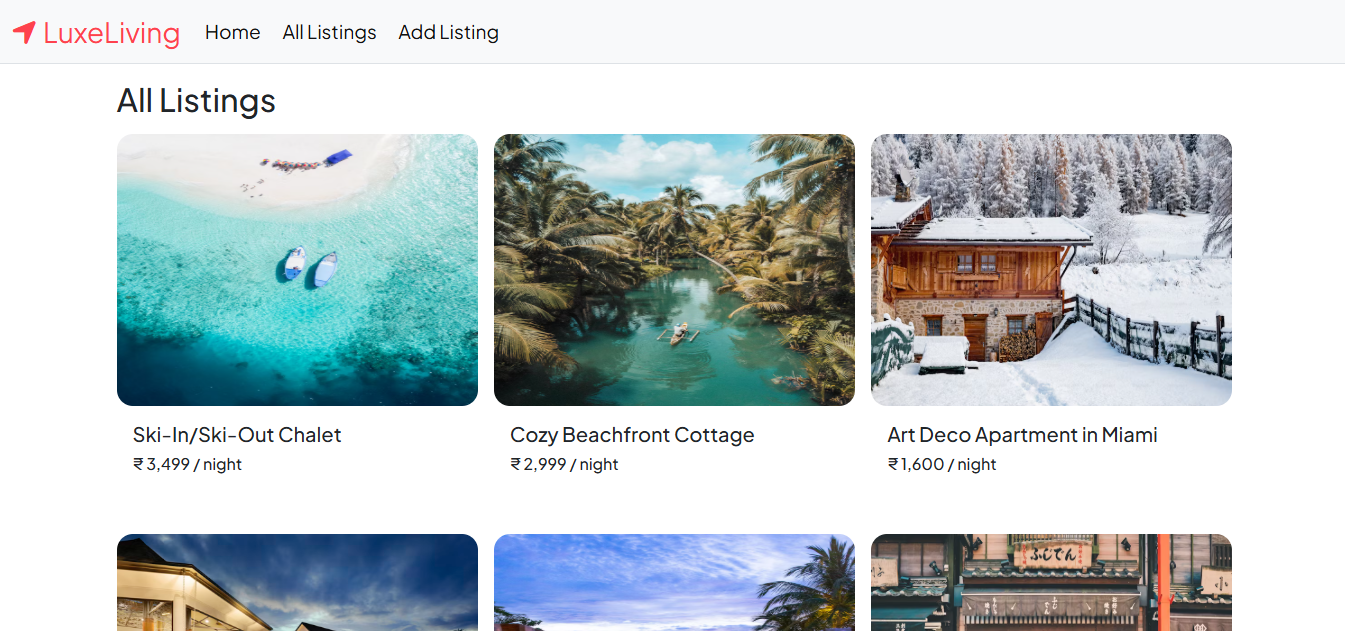 LuxeLiving Home All Listings Add Listing
All Listings
Ski-In/Ski-Out Chalet
₹ 3,499 / night
Cozy Beachfront Cottage
₹ 2,999 / night
Art Deco Apartment in Miami
₹ 1,600 / night
ふじでん